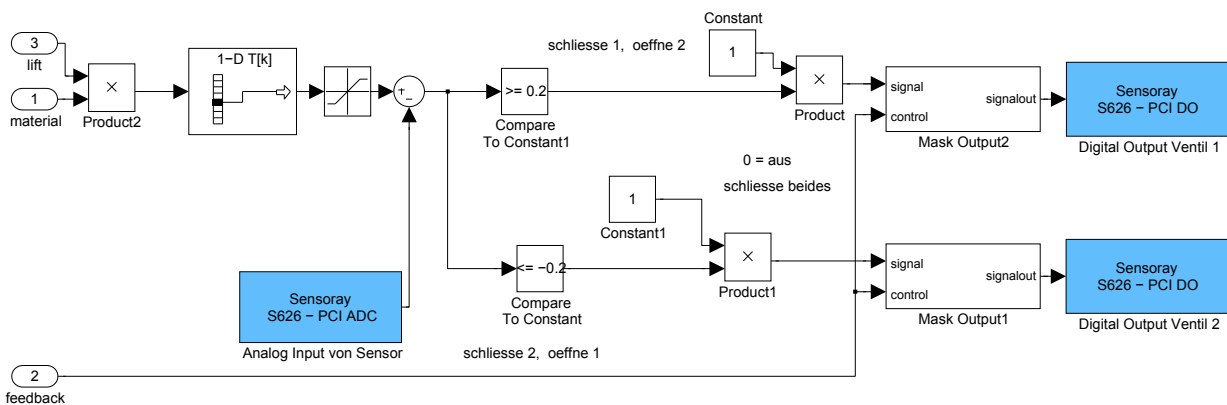 3
lift
1
material
×
Product2
1−D T[k]
+
−
>= 0.2
Compare
To Constant1
schliesse 1, oeffne 2
Constant
1
×
Product
signal
control
signalout
Mask Output2
Sensoray
S626 − PCI DO
Digital Output Ventil 1
0 = aus
schliesse beides
1
Constant1
×
Product1
<= −0.2
Compare
To Constant
signal
control
signalout
Mask Output1
Sensoray
S626 − PCI DO
Digital Output Ventil 2
Sensoray
S626 − PCI ADC
Analog Input von Sensor
schliesse 2, oeffne 1
2
feedback